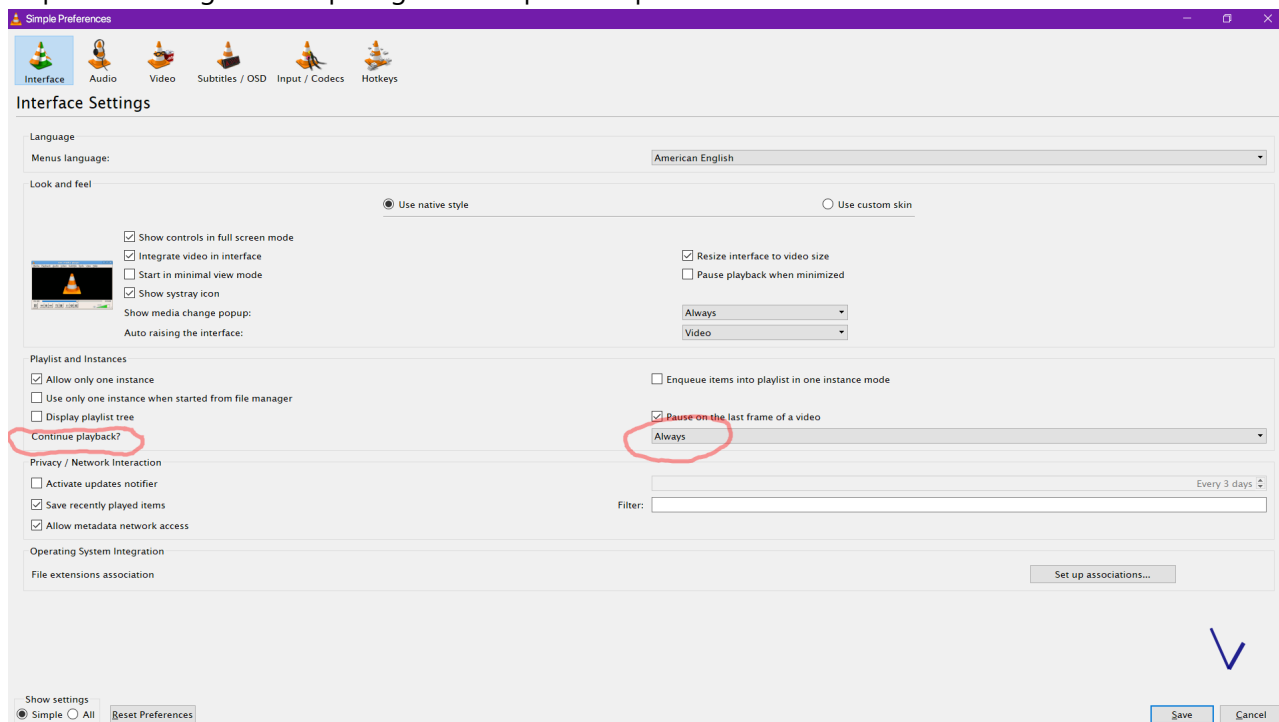 Simple Preferences
Interface Audio Video Subtitles / OSD Input / Codecs Hotkeys
Interface Settings
Language
Menus language: American English
Look and feel
Use native style Use custom skin
Show controls in full screen mode
Integrate video in interface Resize interface to video size
Start in minimal view mode Pause playback when minimized
Show systray icon
Show media change popup: Always
Auto raising the interface: Video
Playlist and Instances
Allow only one instance Enqueue items into playlist in one instance mode
Use only one instance when started from file manager
Display playlist tree Pause on the last frame of a video
Continue playback? Always
Privacy / Network Interaction
Activate updates notifier Every 3 days
Save recently played items Filter:
Allow metadata network access
Operating System Integration
File extensions association Set up associations...
Show settings
Simple All Reset Preferences Save Cancel